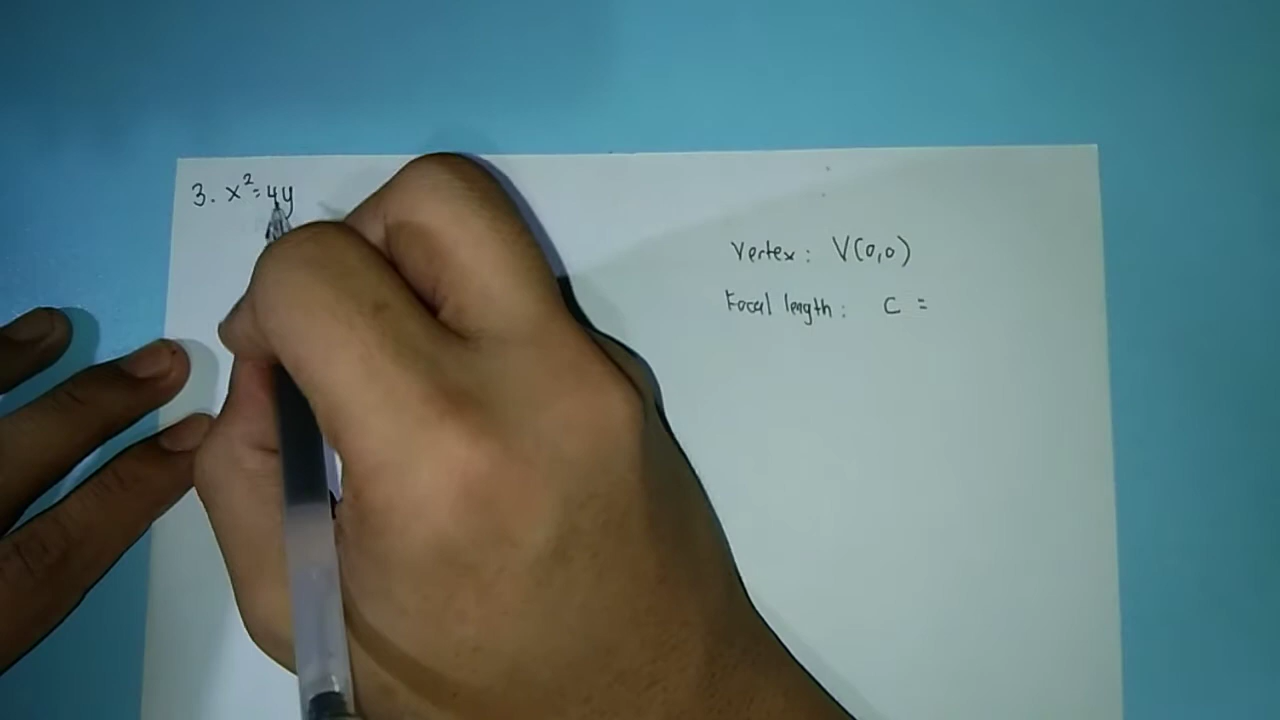 3. x²=4y
Vertex: V(0,0)
Focal length: C =